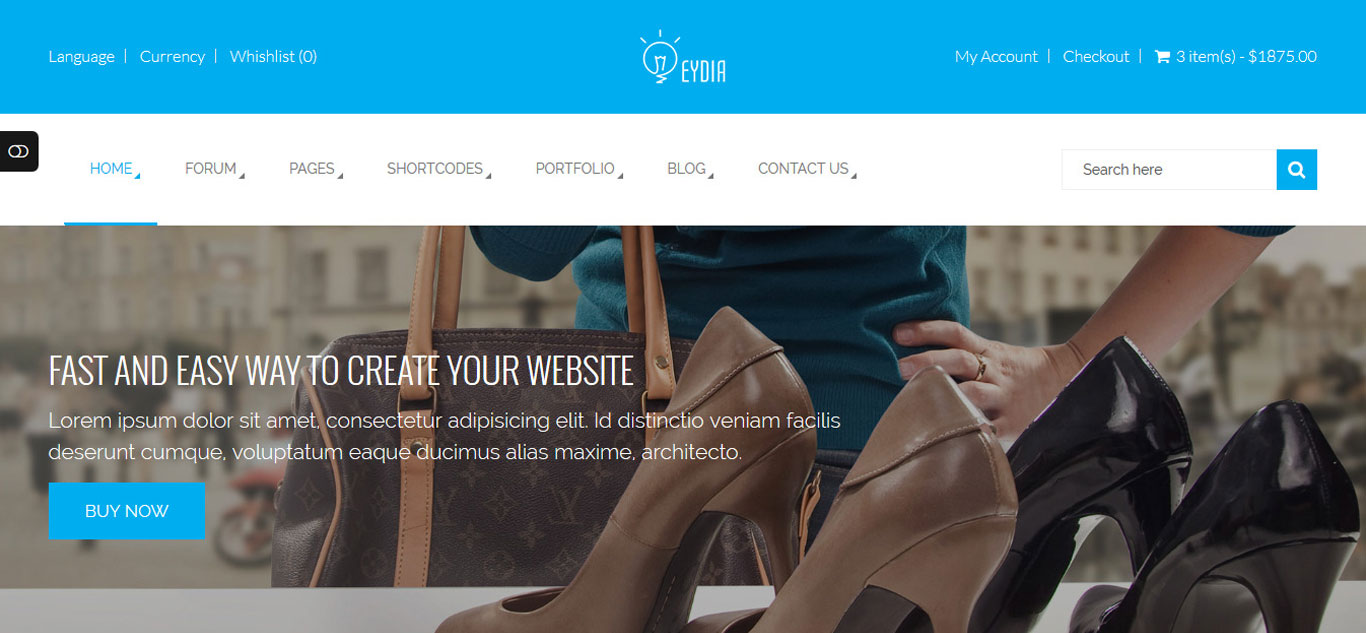 Language
Currency
Whishlist (0)
EYDIA
My Account
Checkout
3 item(s) - $1875.00
HOME
FORUM
PAGES
SHORTCODES
PORTFOLIO
BLOG
CONTACT US
Search here
FAST AND EASY WAY TO CREATE YOUR WEBSITE
Lorem ipsum dolor sit amet, consectetur adipisicing elit. Id distinctio veniam facilis
deserunt cumque, voluptatum eaque ducimus alias maxime, architecto.
BUY NOW